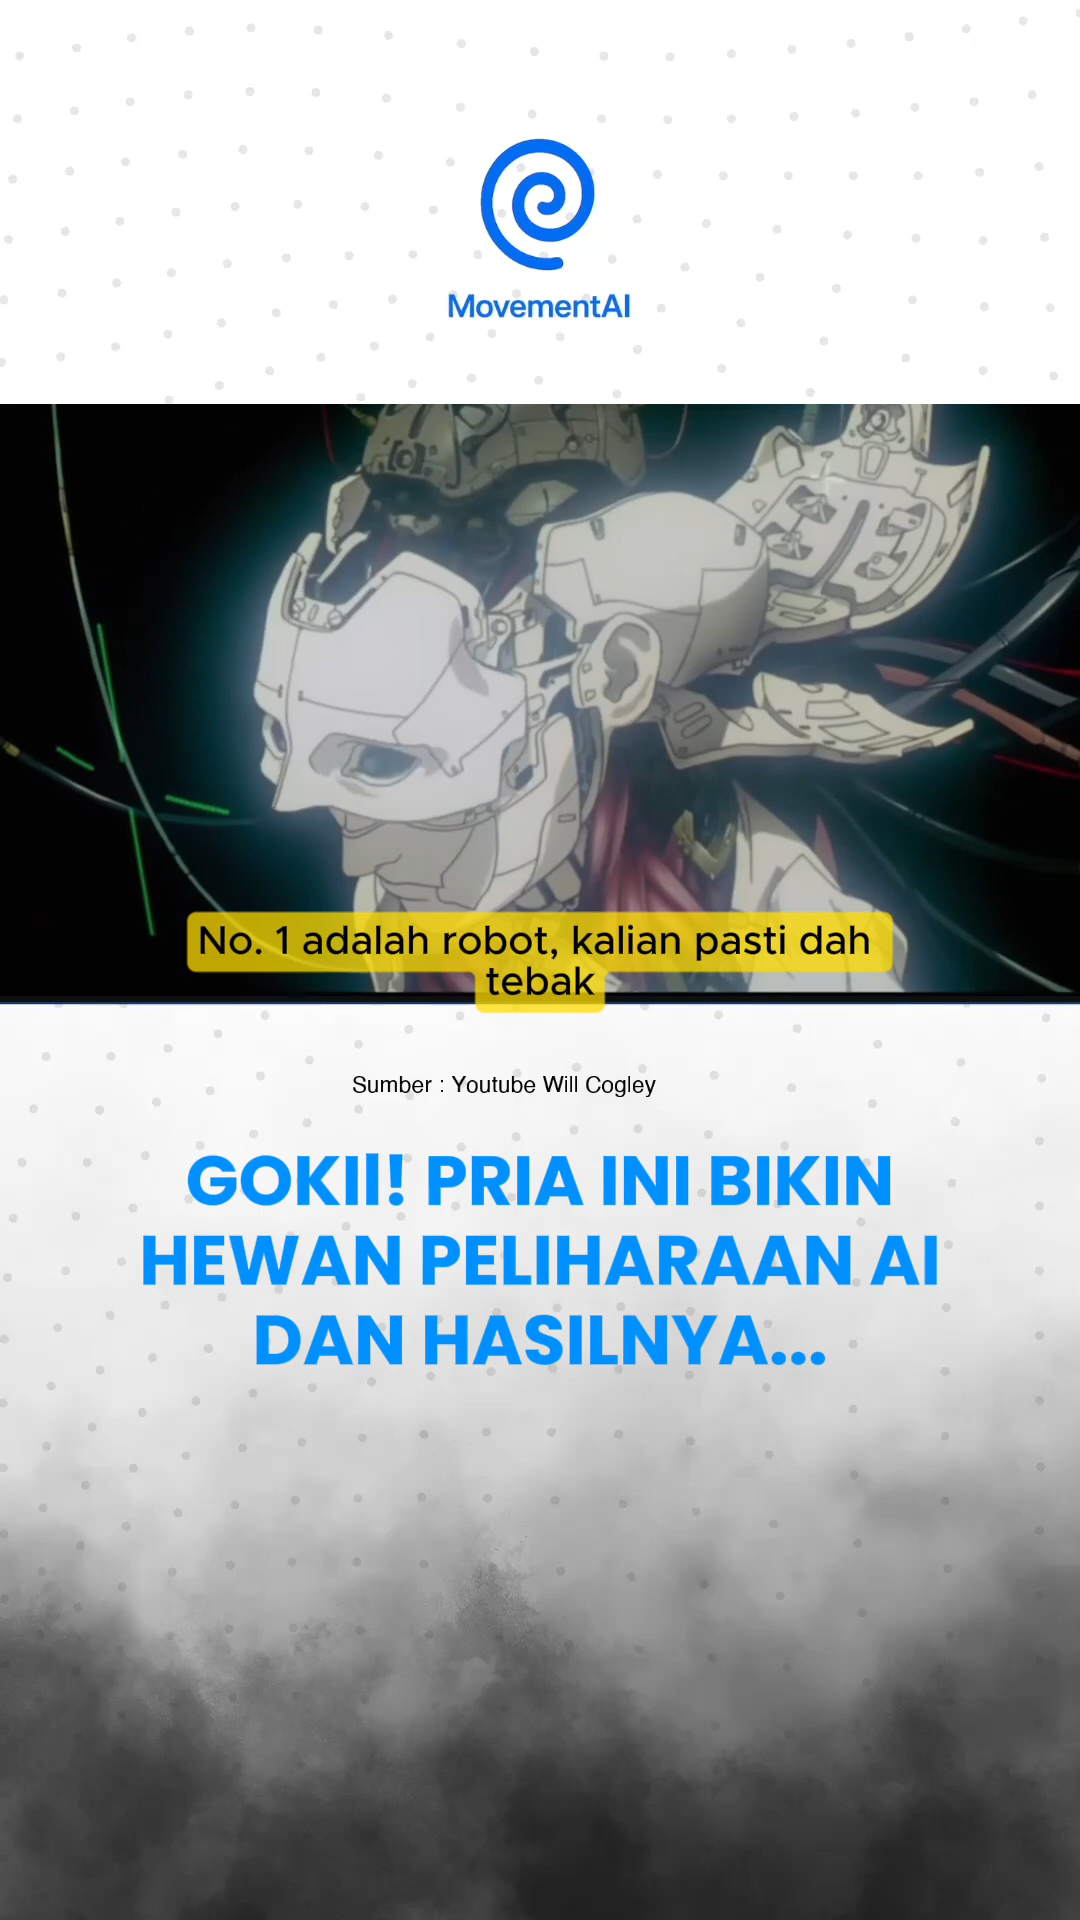 MovementAI
No. 1 adalah robot, kalian pasti dah
tebak
Sumber : Youtube Will Cogley
GOKIl! PRIA INI BIKIN
HEWAN PELIHARAAN AI
DAN HASILNYA...